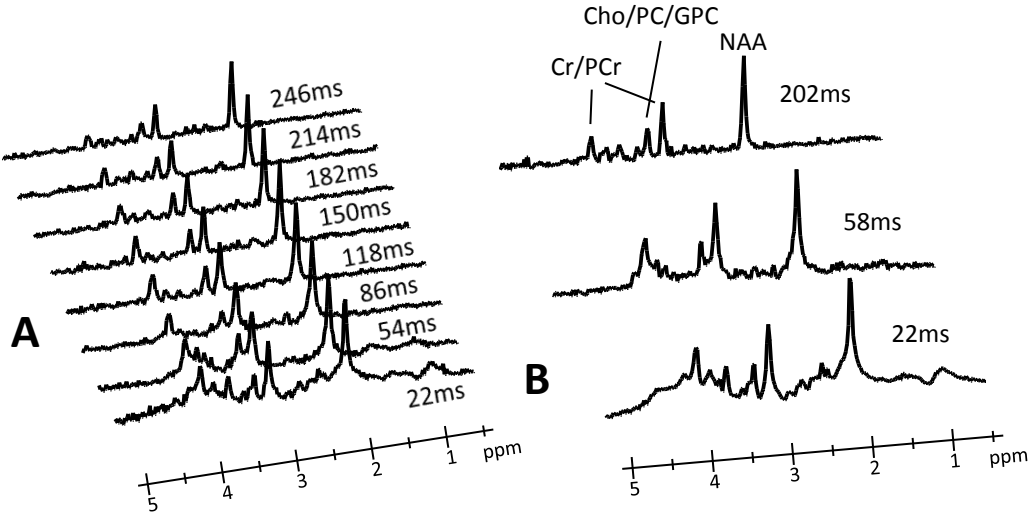 Cho/PC/GPC
NAA
Cr/PCr
246ms
202ms
214ms
182ms
150ms
58ms
118ms
86ms
A
54ms
22ms
B
22ms
ppm
1
2
3
4
5
ppm
1
2
3
4
5